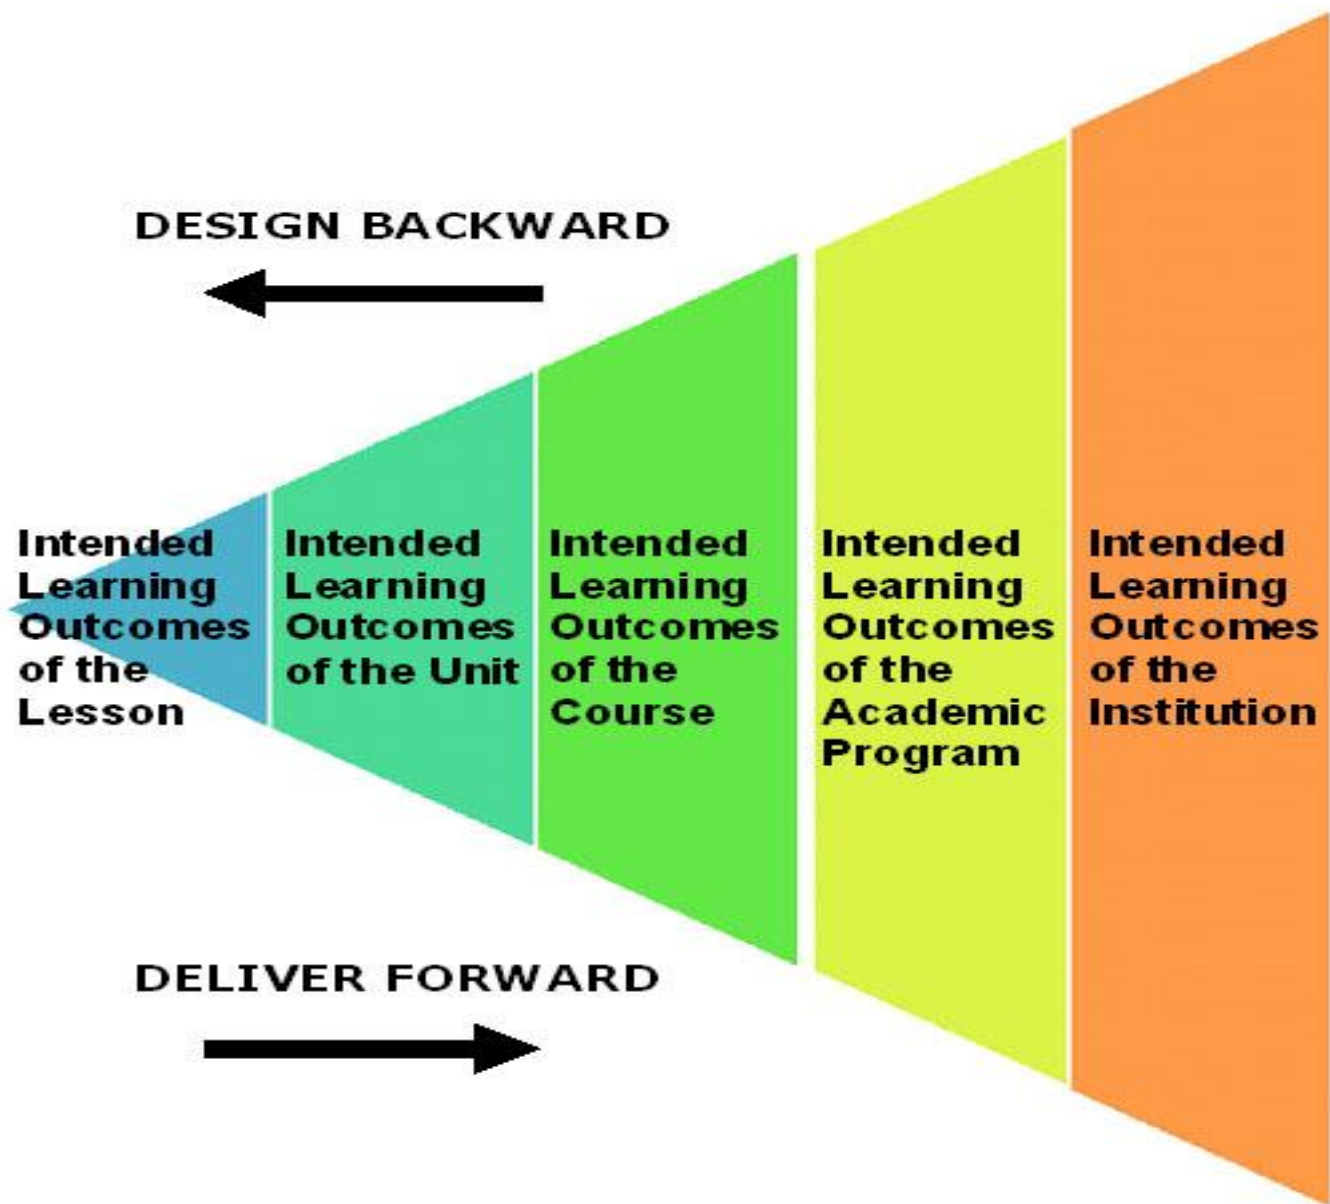 DESIGN BACKWARD
Intended
Learning
Outcomes
of the
Lesson
Intended
Learning
Outcomes
of the Unit
Intended
Learning
Outcomes
of the
Course
Intended
Learning
Outcomes
of the
Academic
Program
Intended
Learning
Outcomes
of the
Institution
DELIVER FORWARD